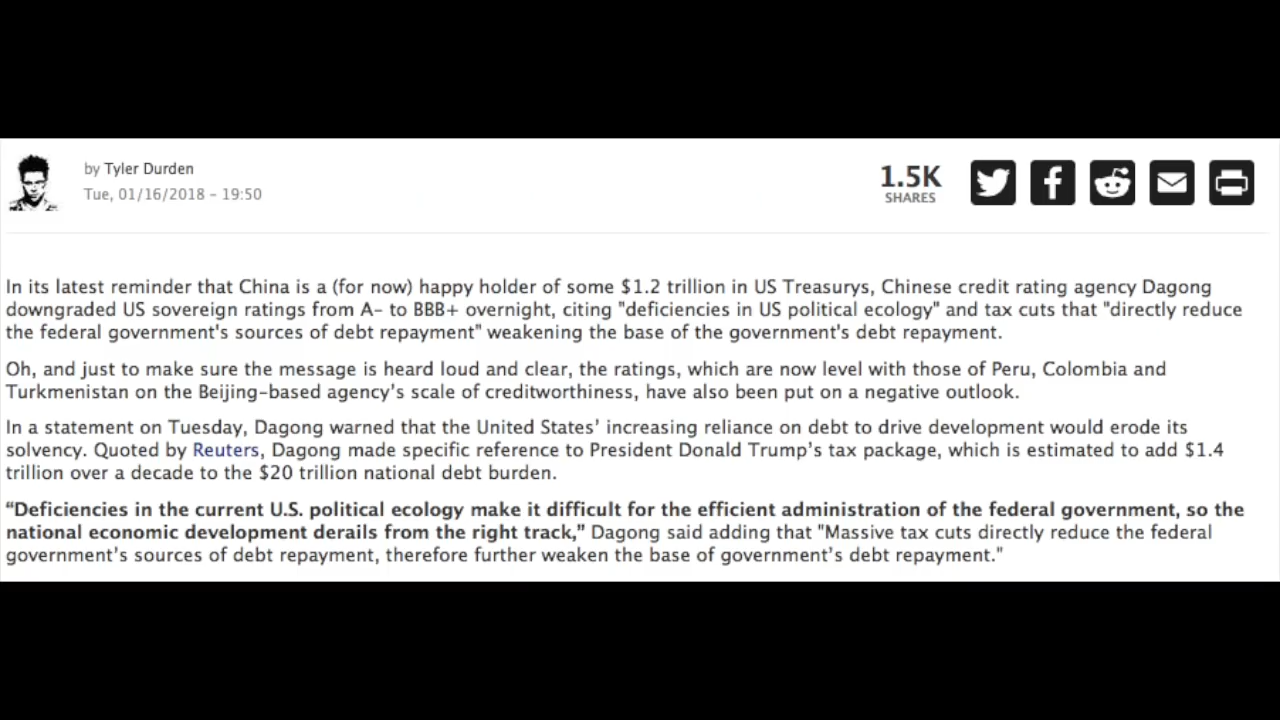 by Tyler Durden
Tue, 01/16/2018 – 19:50
1.5K
SHARES
In its latest reminder that China is a (for now) happy holder of some $1.2 trillion in US Treasurys, Chinese credit rating agency Dagong
downgraded US sovereign ratings from A– to BBB+ overnight, citing "deficiencies in US political ecology" and tax cuts that "directly reduce
the federal government's sources of debt repayment" weakening the base of the government's debt repayment.
Oh, and just to make sure the message is heard loud and clear, the ratings, which are now level with those of Peru, Colombia and
Turkmenistan on the Beijing–based agency’s scale of creditworthiness, have also been put on a negative outlook.
In a statement on Tuesday, Dagong warned that the United States’ increasing reliance on debt to drive development would erode its
solvency. Quoted by Reuters, Dagong made specific reference to President Donald Trump’s tax package, which is estimated to add $1.4
trillion over a decade to the $20 trillion national debt burden.
“Deficiencies in the current U.S. political ecology make it difficult for the efficient administration of the federal government, so the
national economic development derails from the right track,” Dagong said adding that "Massive tax cuts directly reduce the federal
government’s sources of debt repayment, therefore further weaken the base of government’s debt repayment."